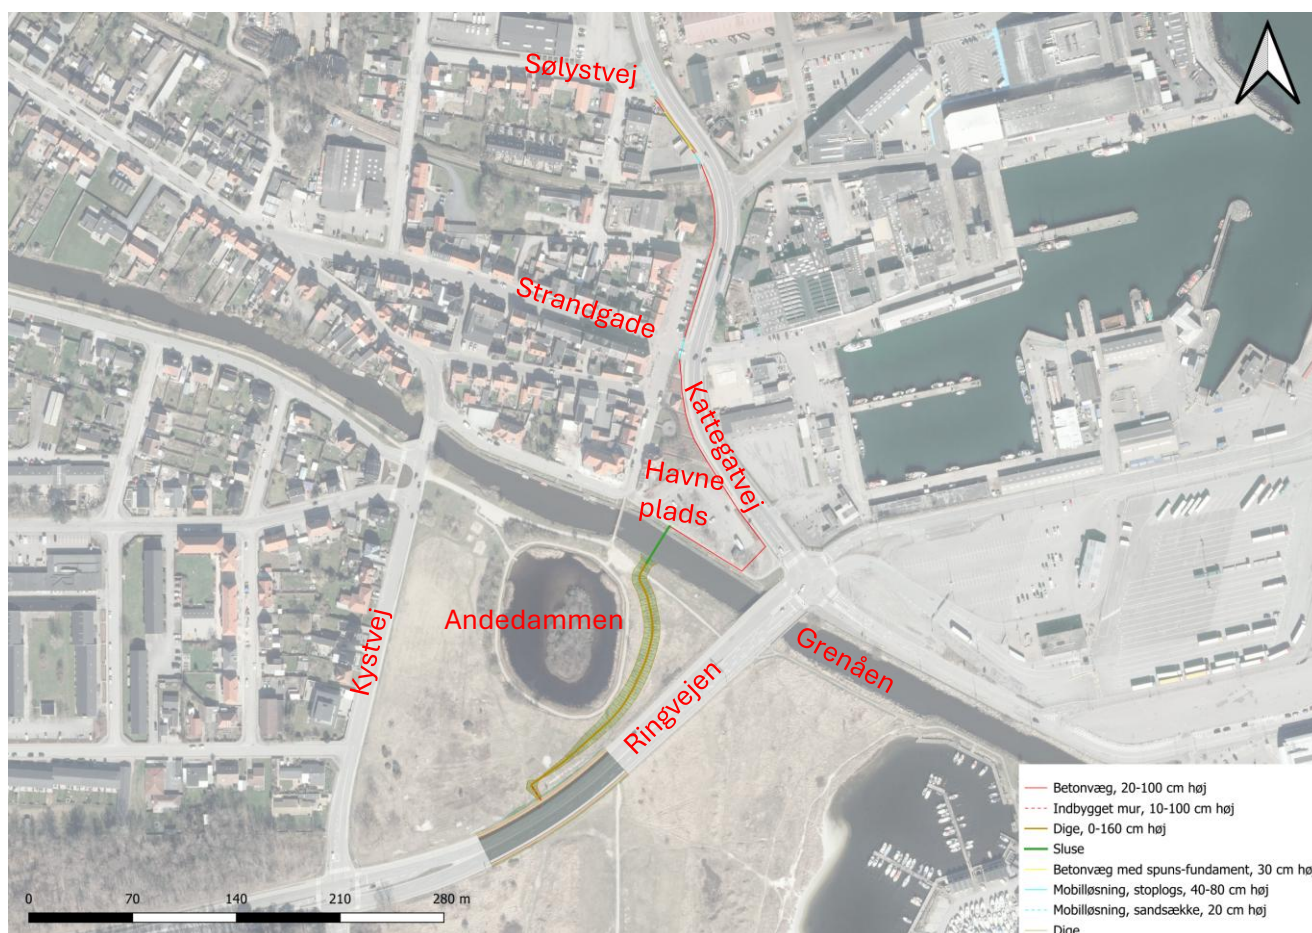 Sølystvej
Strandgade
Kattegatvej
Havne
plads
Andedammen
Kystvej
Ringvejen
Grenåen
0 70 140 210 280 m
Betonvæg, 20-100 cm høj
Indbygget mur, 10-100 cm høj
Dige, 0-160 cm høj
Sluse
Betonvæg med spuns-fundament, 30 cm hø
Mobilløsning, stoplogs, 40-80 cm høj
Mobilløsning, sandsække, 20 cm høj
Dige